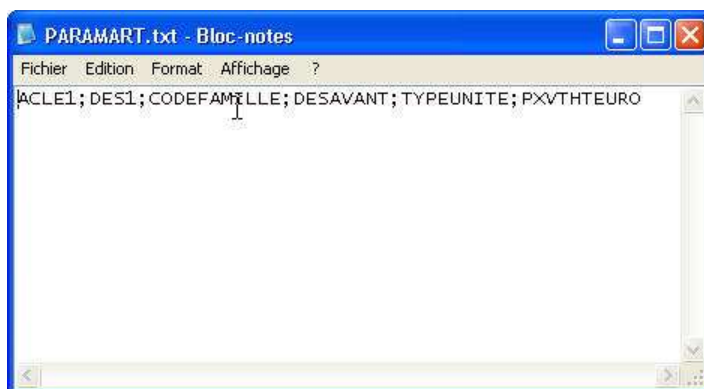 PARAMART.txt - Bloc-notes
Fichier Edition Format Affichage ?
ACLE1;DES1;CODEFAMILLE;DESAVANT;TYPEUNITE;PXVTHTEURO